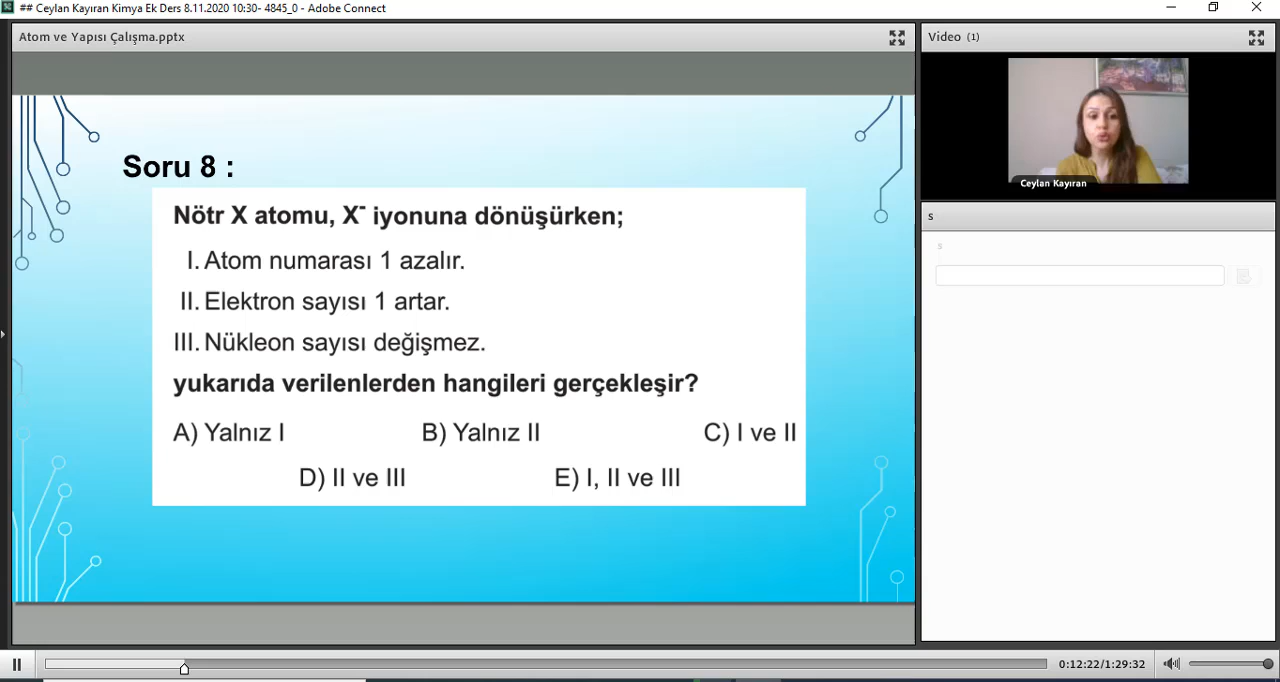 ## Ceylan Kayıran Kimya Ek Ders 8.11.2020 10:30- 4845_0 - Adobe Connect
Atom ve Yapısı Çalışma.pptx
Video (1)
Ceylan Kayıran
s
s
Soru 8 :
Nötr X atomu, X⁻ iyonuna dönüşürken;
I. Atom numarası 1 azalır.
II. Elektron sayısı 1 artar.
III. Nükleon sayısı değişmez.
yukarıda verilenlerden hangileri gerçekleşir?
A) Yalnız I B) Yalnız II C) I ve II
D) II ve III E) I, II ve III
0:12:22/1:29:32